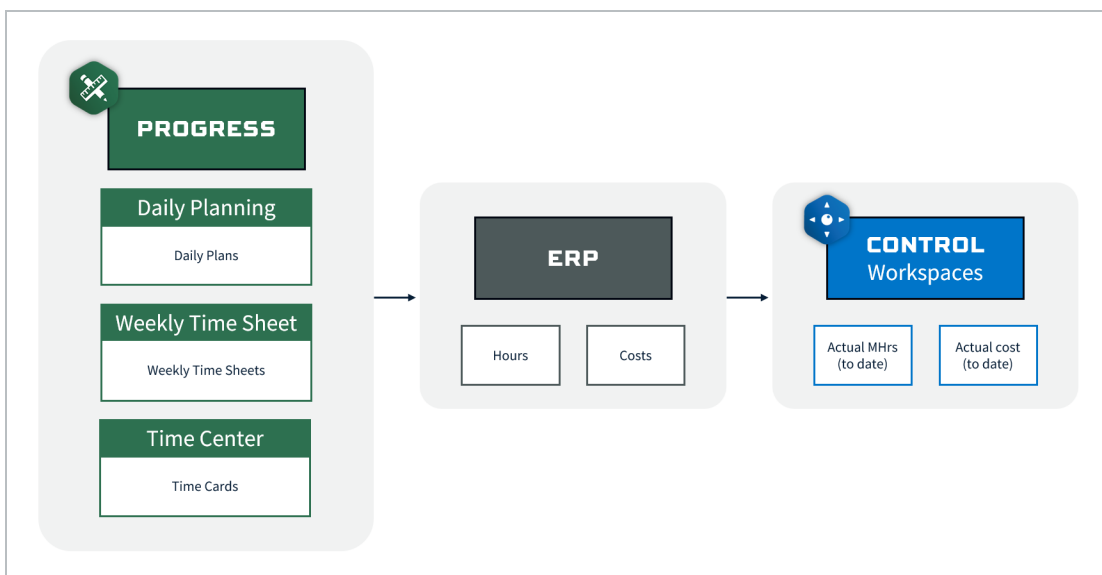 PROGRESS
Daily Planning
Daily Plans
Weekly Time Sheet
Weekly Time Sheets
Time Center
Time Cards
ERP
Hours
Costs
CONTROL
Workspaces
Actual MHrs
(to date)
Actual cost
(to date)